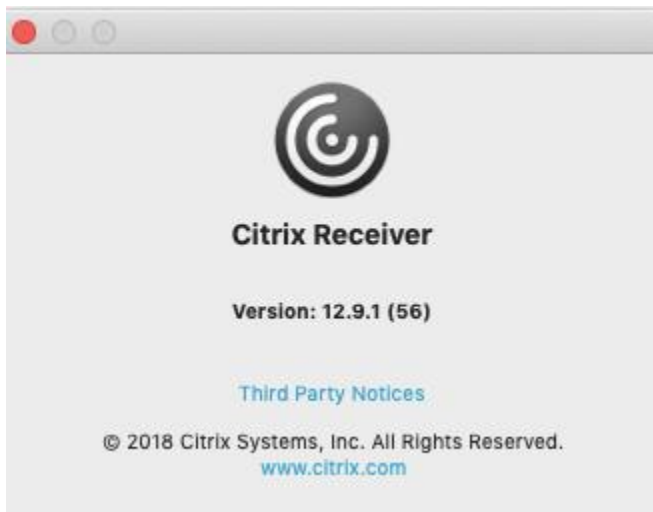 Citrix Receiver
Version: 12.9.1 (56)
Third Party Notices
© 2018 Citrix Systems, Inc. All Rights Reserved.
www.citrix.com